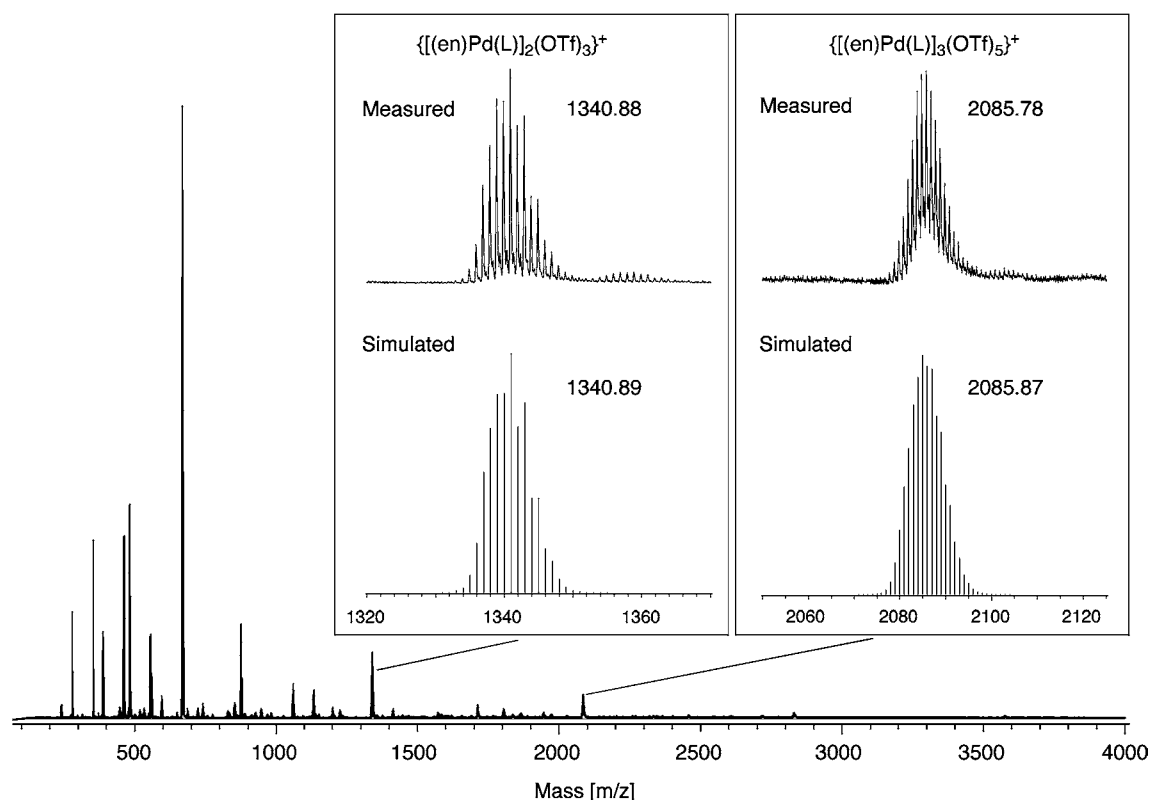 {[(en)Pd(L)]2(OTf)3}+
Measured
1340.88
Simulated
1340.89
1320 1340 1360
{[(en)Pd(L)]3(OTf)5}+
Measured
2085.78
Simulated
2085.87
2060 2080 2100 2120
500 1000 1500 2000 2500 3000 3500 4000
Mass [m/z]